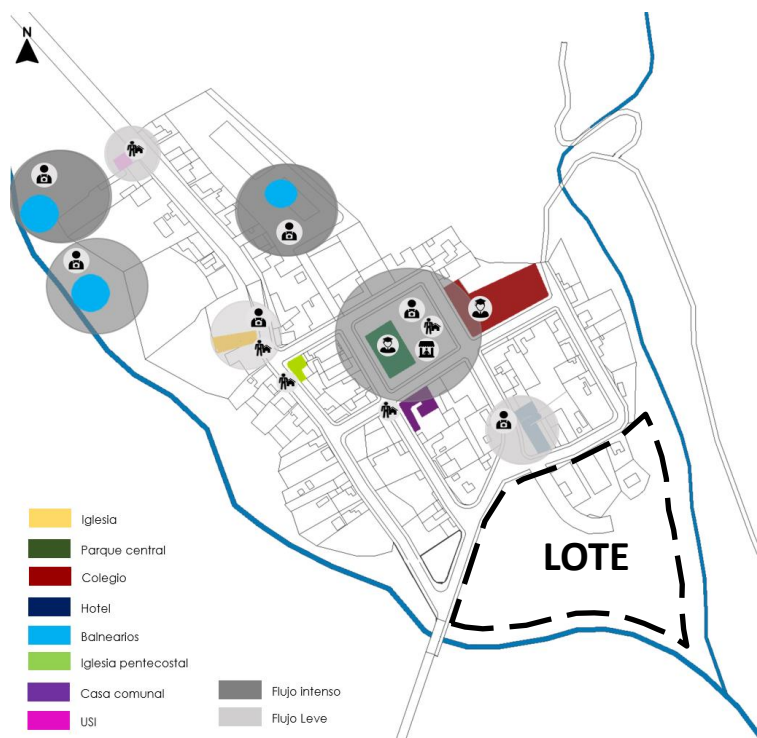 N
LOTE
Iglesia
Parque central
Colegio
Hotel
Balnearios
Iglesia pentecostal
Casa comunal
USI
Flujo intenso
Flujo Leve